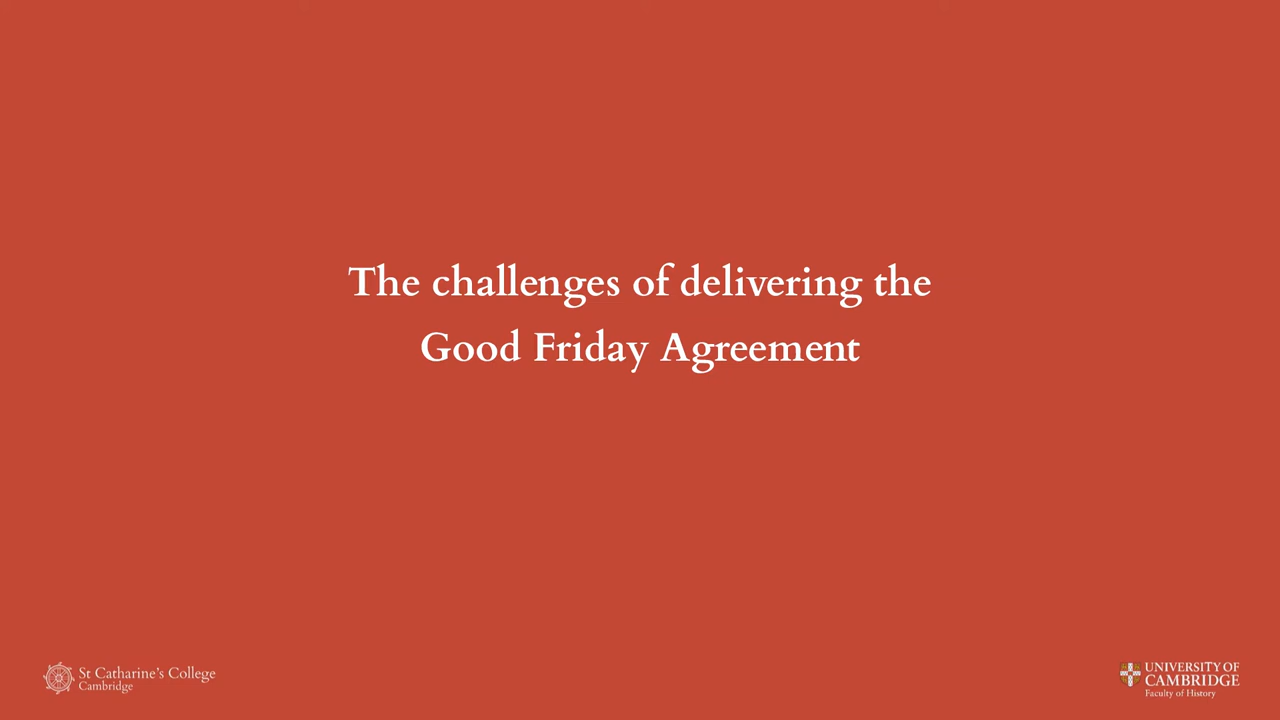 The challenges of delivering the
Good Friday Agreement
St Catharine's College
Cambridge
UNIVERSITY OF
CAMBRIDGE
Faculty of History